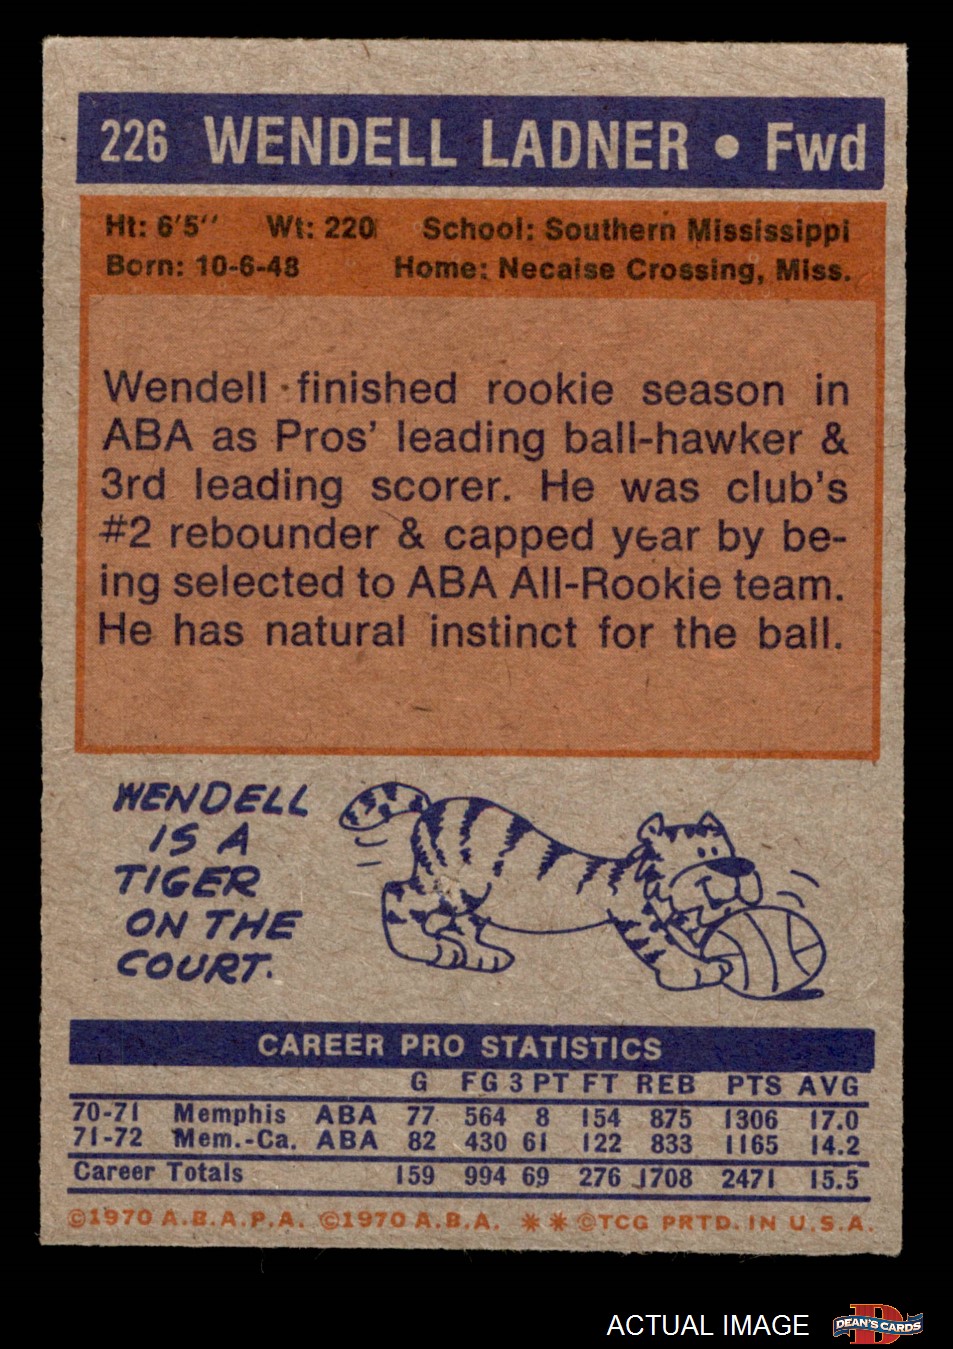 226 WENDELL LADNER • Fwd
Ht: 6'5'' Wt: 220 School: Southern Mississippi
Born: 10-6-48 Home: Necaise Crossing, Miss.
Wendell finished rookie season in
ABA as Pros' leading ball-hawker &
3rd leading scorer. He was club's
#2 rebounder & capped year by be-
ing selected to ABA All-Rookie team.
He has natural instinct for the ball.
WENDELL
IS A
TIGER
ON THE
COURT.
CAREER PRO STATISTICS
G FG 3 PT FT REB PTS AVG
70-71 Memphis ABA 77 564 8 154 875 1306 17.0
71-72 Mem.-Ca. ABA 82 430 61 122 833 1165 14.2
Career Totals 159 994 69 276 1708 2471 15.5
©1970 A.B.A.P.A. ©1970 A.B.A. ** ©TCG PRTD. IN U.S.A.
ACTUAL IMAGE
D
DEAN'S CARDS